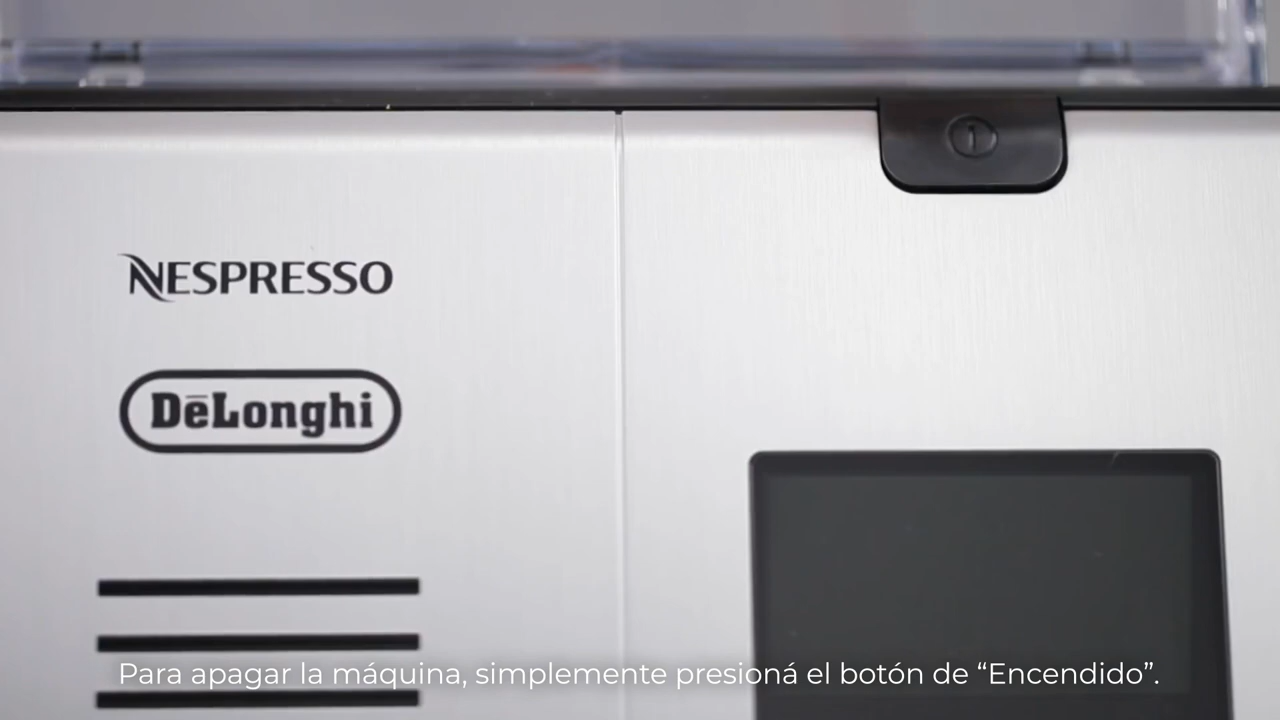 NESPRESSO
DēLonghi
Para apagar la máquina, simplemente presioná el botón de “Encendido”.